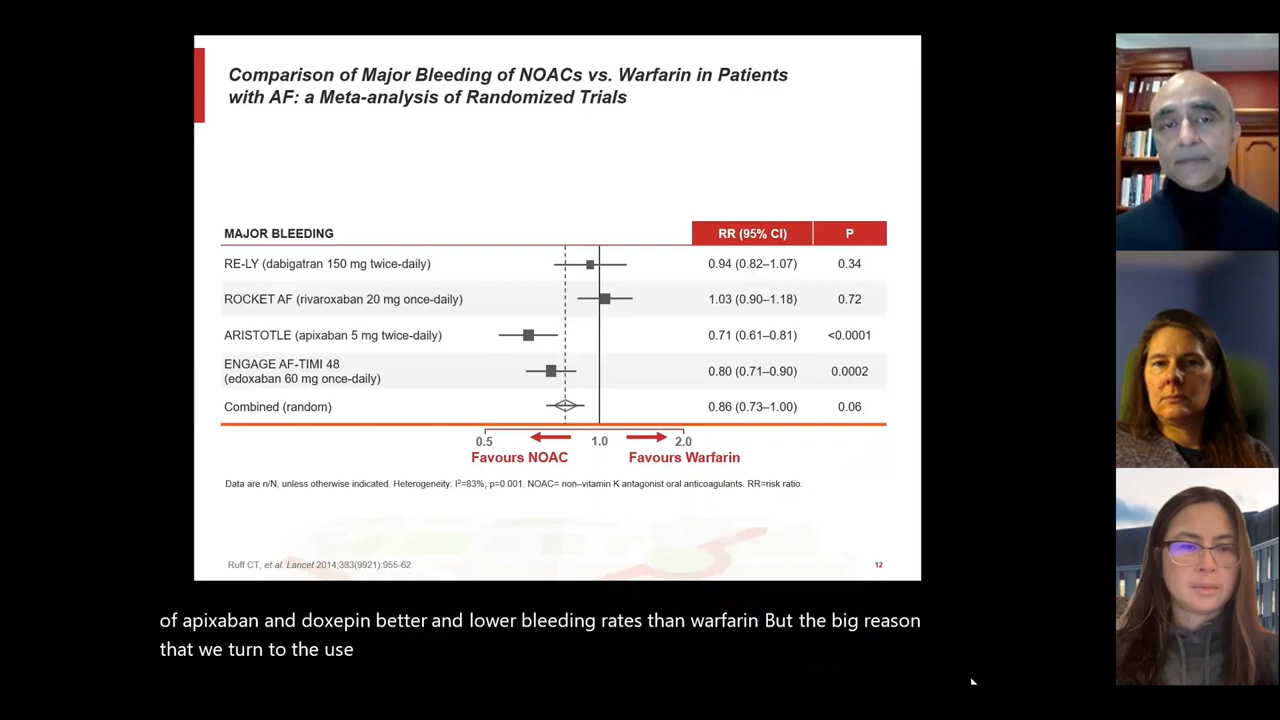 Comparison of Major Bleeding of NOACs vs. Warfarin in Patients
with AF: a Meta-analysis of Randomized Trials
MAJOR BLEEDING RR (95% CI) P
RE-LY (dabigatran 150 mg twice-daily) 0.94 (0.82–1.07) 0.34
ROCKET AF (rivaroxaban 20 mg once-daily) 1.03 (0.90–1.18) 0.72
ARISTOTLE (apixaban 5 mg twice-daily) 0.71 (0.61–0.81) <0.0001
ENGAGE AF-TIMI 48
(edoxaban 60 mg once-daily) 0.80 (0.71–0.90) 0.0002
Combined (random) 0.86 (0.73–1.00) 0.06
0.5 1.0 2.0
Favours NOAC Favours Warfarin
Data are n/N, unless otherwise indicated. Heterogeneity: I²=83%; p=0.001. NOAC= non–vitamin K antagonist oral anticoagulants. RR=risk ratio.
Ruff CT, et al. Lancet 2014;383(9921):955-62. 12
of apixaban and doxepin better and lower bleeding rates than warfarin But the big reason
that we turn to the use